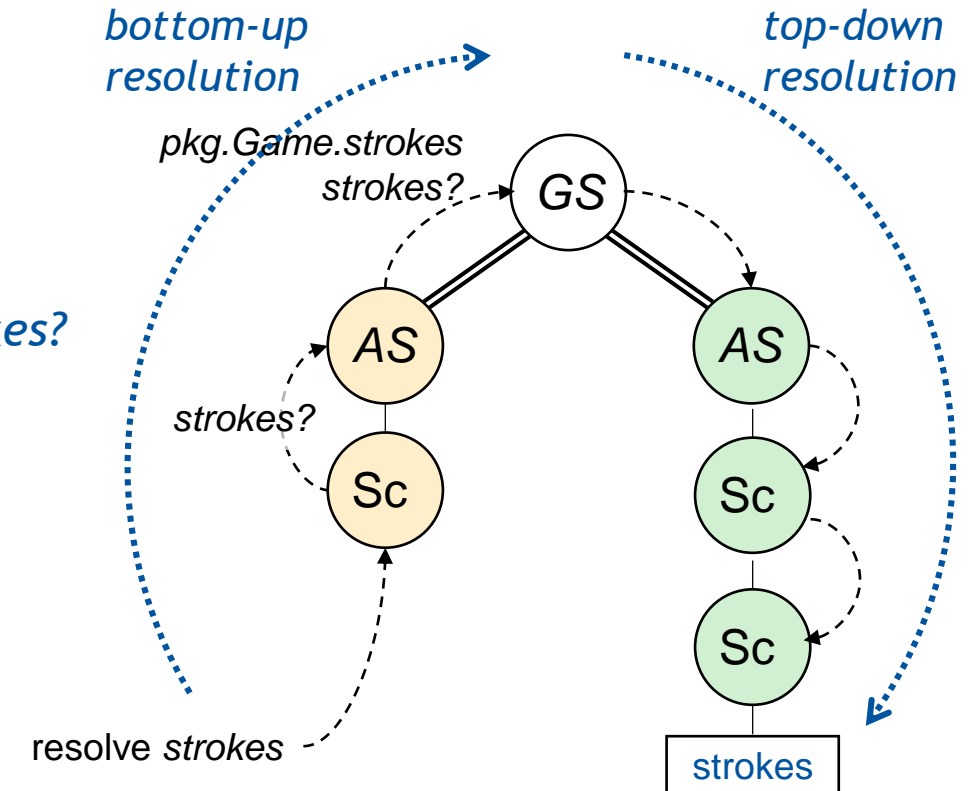 bottom-up
resolution
top-down
resolution
pkg.Game.strokes
strokes?
GS
es?
AS
AS
strokes?
Sc
Sc
Sc
resolve strokes
strokes